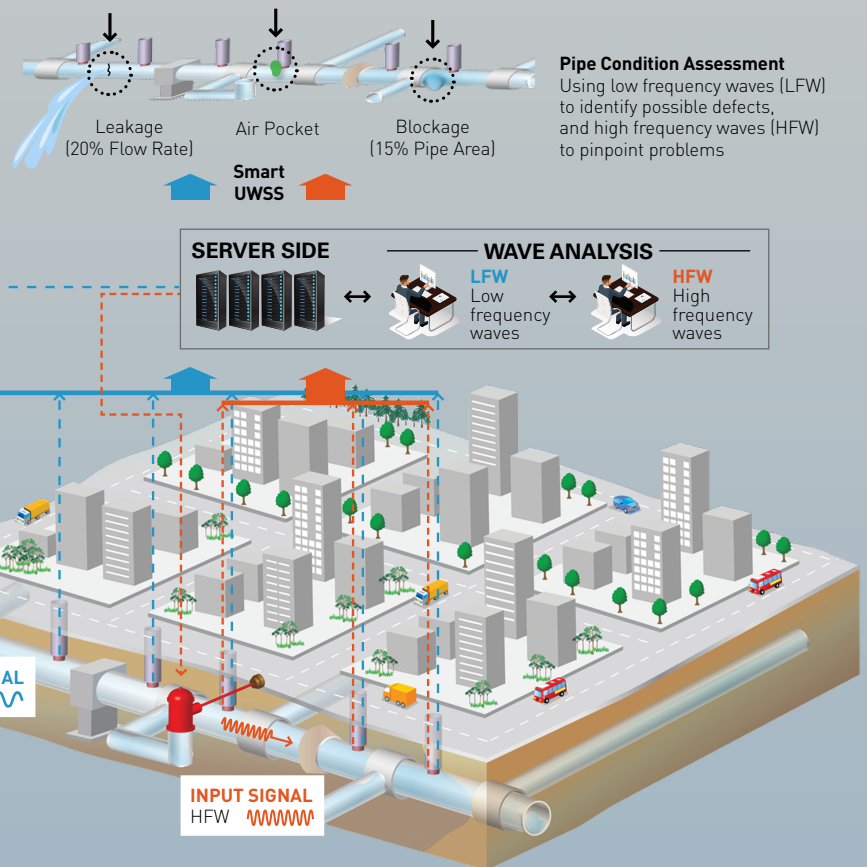 Pipe Condition Assessment
Using low frequency waves (LFW)
to identify possible defects,
and high frequency waves (HFW)
to pinpoint problems
Leakage
(20% Flow Rate)
Air Pocket
Blockage
(15% Pipe Area)
Smart
UWSS
SERVER SIDE
WAVE ANALYSIS
LFW
Low
frequency
waves
HFW
High
frequency
waves
AL
INPUT SIGNAL
HFW